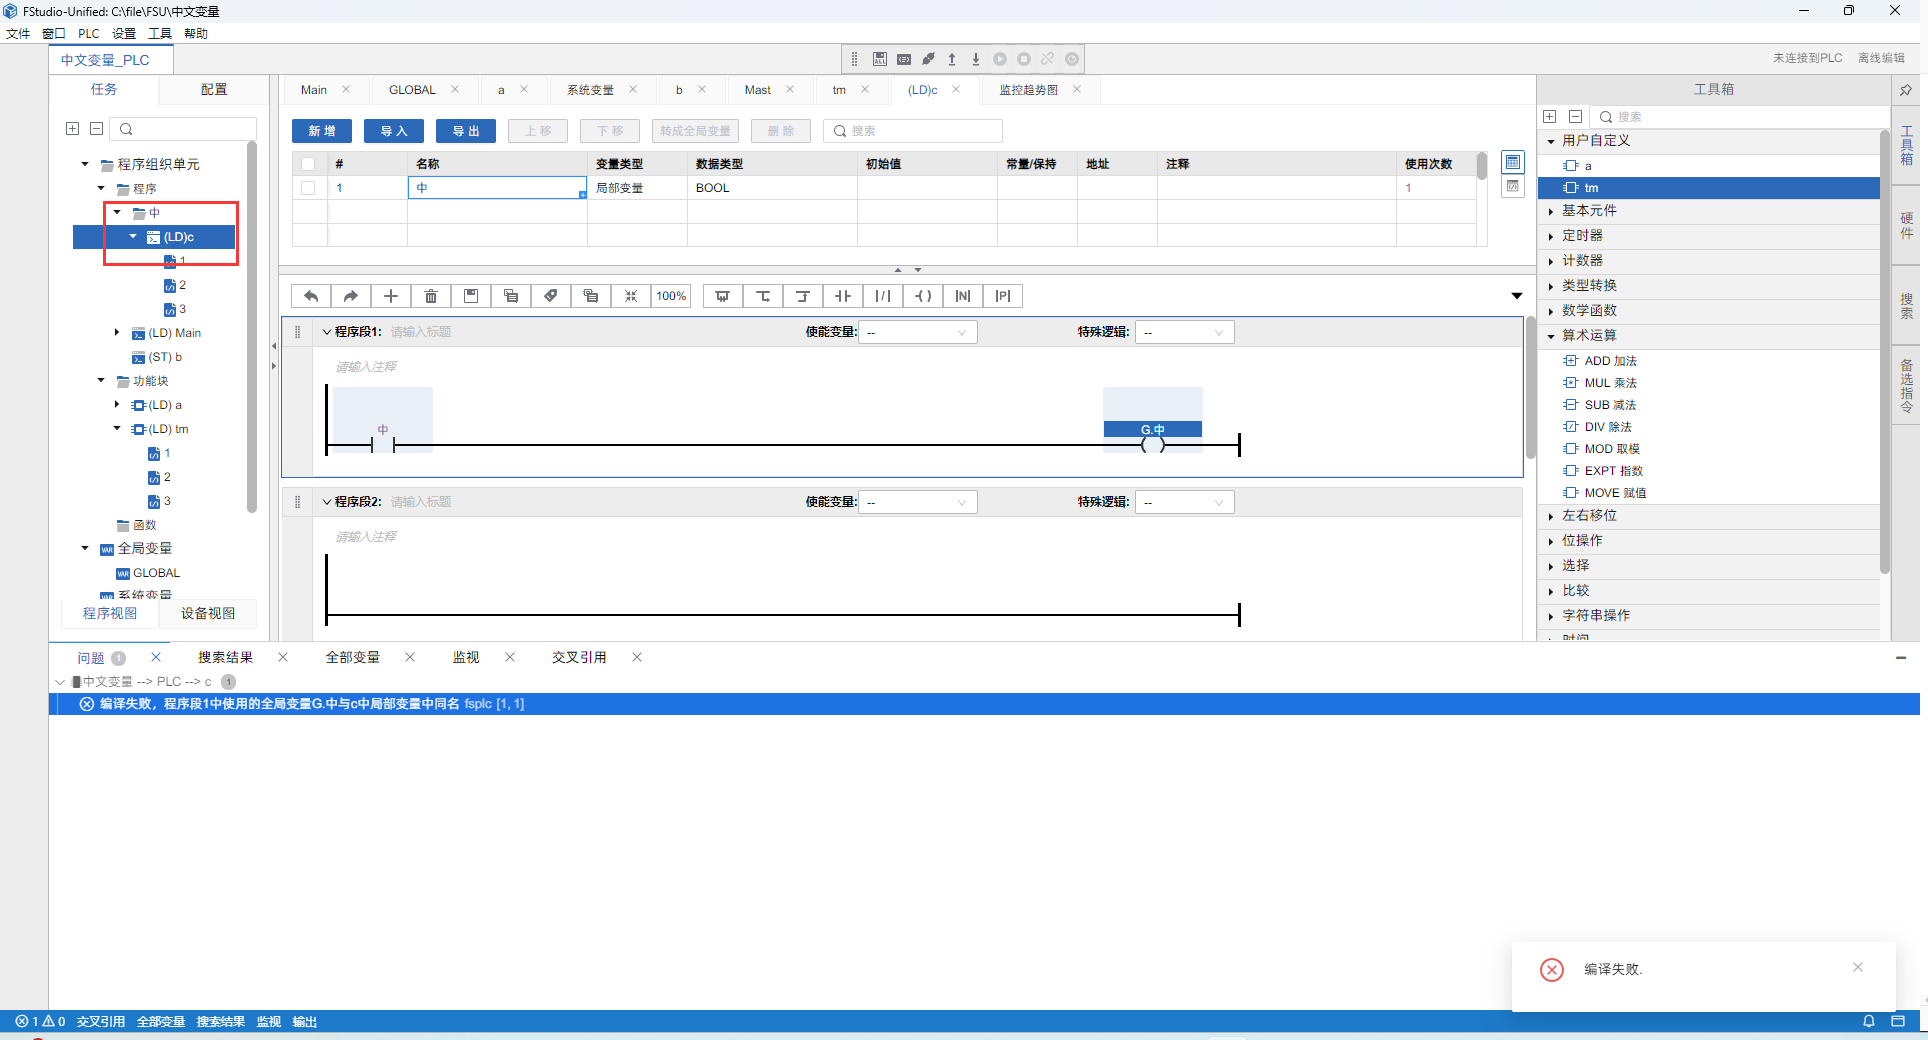 FStudio-Unified: C:\file\FSU\中文变量
文件 窗口 PLC 设置 工具 帮助
中文变量_PLC
未连接到PLC 离线编辑
任务 配置
程序组织单元
程序
中
(LD)c
1
2
3
(LD) Main
(ST) b
功能块
(LD) a
(LD) tm
1
2
3
函数
全局变量
GLOBAL
系统变量
程序视图 设备视图
Main GLOBAL a 系统变量 b Mast tm (LD)c 监控趋势图
新增 导入 导出 上移 下移 转成全局变量 删除 搜索
# 名称 变量类型 数据类型 初始值 常量/保持 地址 注释 使用次数
1 中 局部变量 BOOL 1
100%
程序段1: 请输入标题 使能变量: -- 特殊逻辑: --
请输入注释
中 G.中
程序段2: 请输入标题 使能变量: -- 特殊逻辑: --
请输入注释
工具箱
搜索
用户自定义
a
tm
基本元件
定时器
计数器
类型转换
数学函数
算术运算
ADD 加法
MUL 乘法
SUB 减法
DIV 除法
MOD 取模
EXPT 指数
MOVE 赋值
左右移位
位操作
选择
比较
字符串操作
时间
工具箱
硬件
搜索
备选指令
问题 1 搜索结果 全部变量 监视 交叉引用
中文变量 --> PLC --> c 1
编译失败，程序段1中使用的全局变量G.中与c中局部变量中同名 fsplc [1, 1]
编译失败.
1 0 交叉引用 全部变量 搜索结果 监视 输出